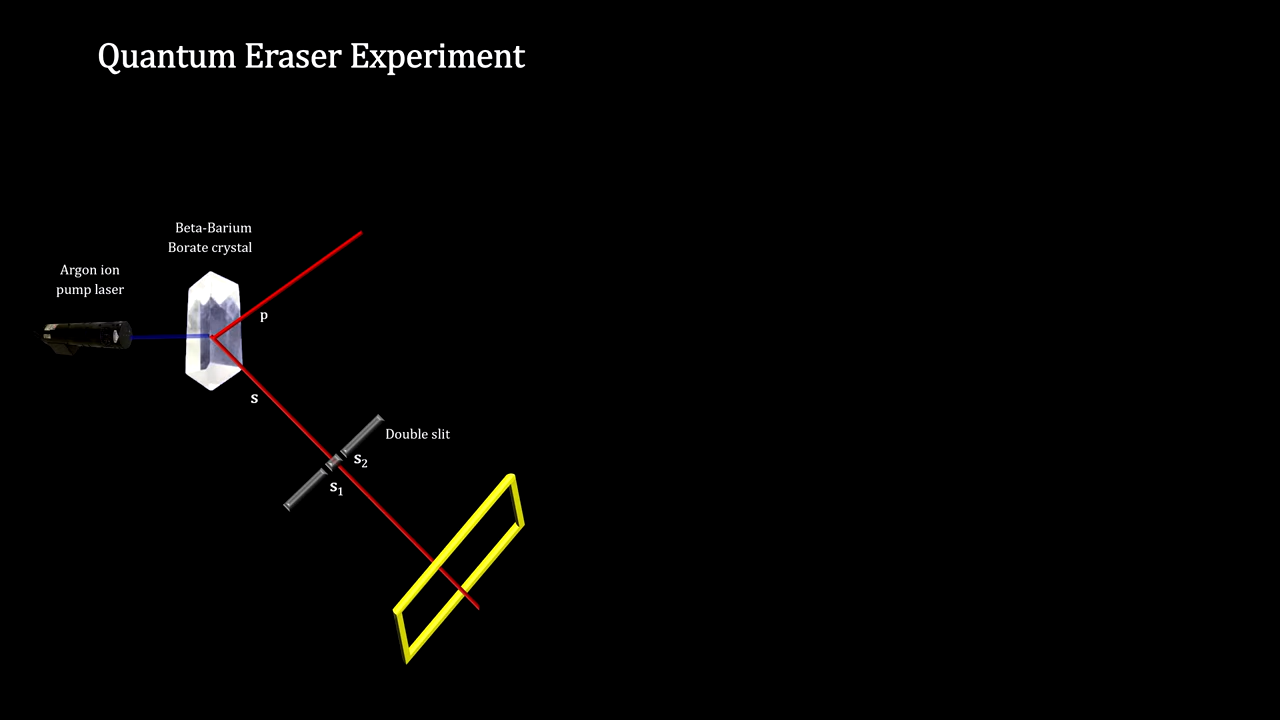 Quantum Eraser Experiment
Beta-Barium
Borate crystal
Argon ion
pump laser
p
s
Double slit
s₂
s₁